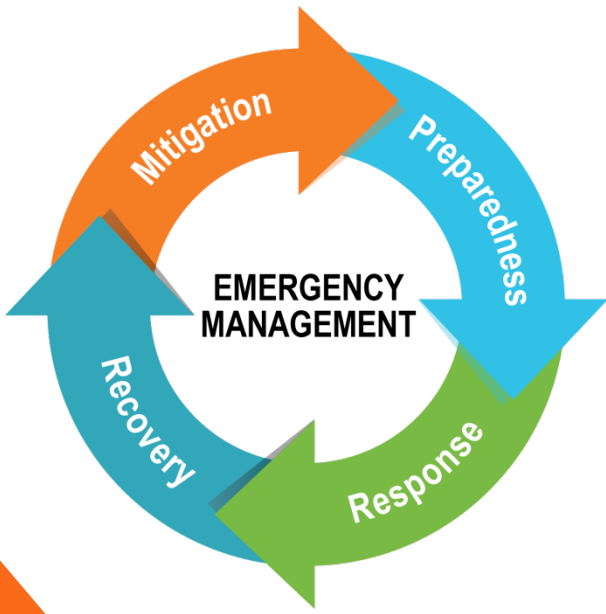 Mitigation
Preparedness
EMERGENCY
MANAGEMENT
Recovery
Response